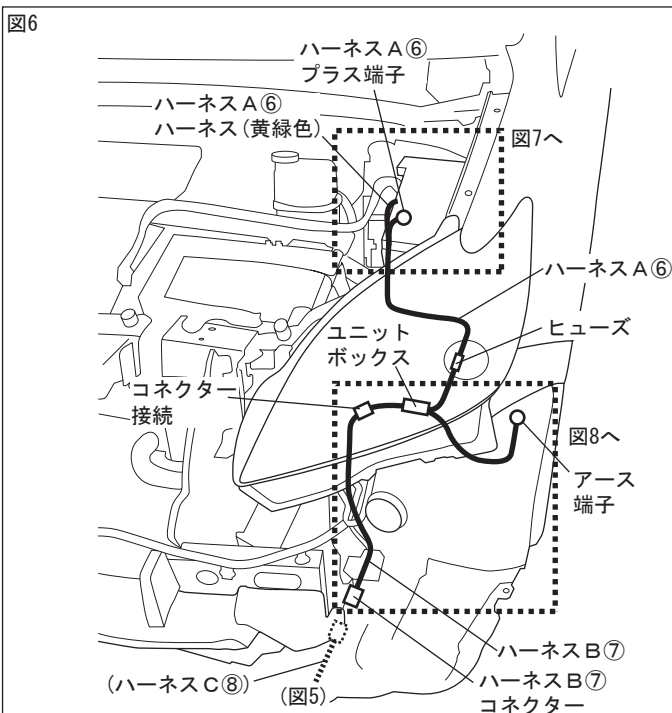 図6
ハーネスA⑥
プラス端子
ハーネスA⑥
ハーネス(黄緑色)
図7へ
ハーネスA⑥
ヒューズ
ユニット
ボックス
コネクター
接続
図8へ
アース
端子
ハーネスB⑦
(ハーネスC⑧)
(図5)
ハーネスB⑦
コネクター